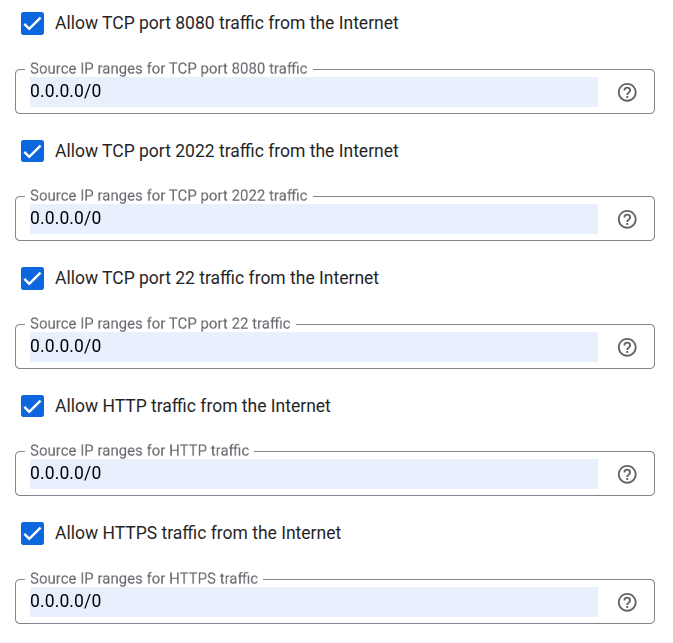 Allow TCP port 8080 traffic from the Internet
Source IP ranges for TCP port 8080 traffic
0.0.0.0/0
Allow TCP port 2022 traffic from the Internet
Source IP ranges for TCP port 2022 traffic
0.0.0.0/0
Allow TCP port 22 traffic from the Internet
Source IP ranges for TCP port 22 traffic
0.0.0.0/0
Allow HTTP traffic from the Internet
Source IP ranges for HTTP traffic
0.0.0.0/0
Allow HTTPS traffic from the Internet
Source IP ranges for HTTPS traffic
0.0.0.0/0